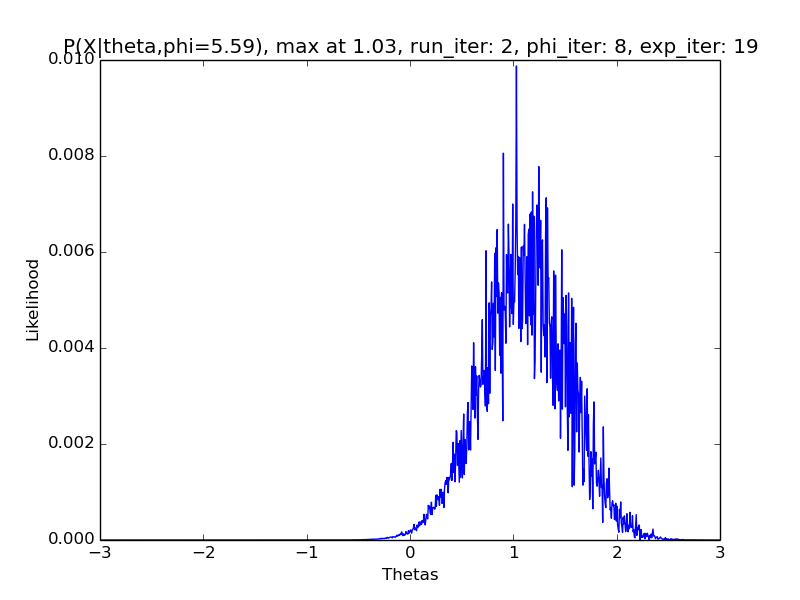 P(X|theta,phi=5.59), max at 1.03, run_iter: 2, phi_iter: 8, exp_iter: 19
0.010
0.008
0.006
0.004
0.002
0.000
Likelihood
−3 −2 −1 0 1 2 3
Thetas